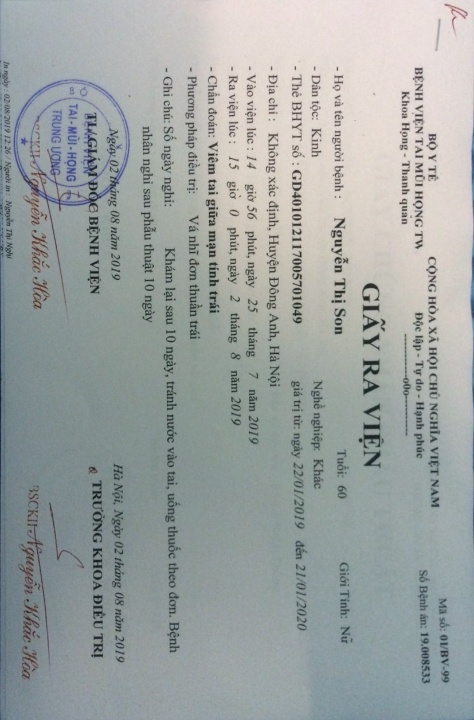 BỘ Y TẾ
BỆNH VIỆN TAI MŨI HỌNG TW
Khoa Họng - Thanh quản
CỘNG HÒA XÃ HỘI CHỦ NGHĨA VIỆT NAM
Độc lập - Tự do - Hạnh phúc
-----------o0o----------
Mã số: 01/BV-99
Số Bệnh án: 19.008533
GIẤY RA VIỆN
- Họ và tên người bệnh : Nguyễn Thị Son Tuổi: 60 Giới Tính: Nữ
- Dân tộc: Kinh Nghề nghiệp: Khác
- Thẻ BHYT số : GD401012117005701049 giá trị từ: ngày 22/01/2019 đến 21/01/2020
- Địa chỉ : Không xác định, Huyện Đông Anh, Hà Nội
- Vào viện lúc : 14 giờ 56 phút, ngày 25 tháng 7 năm 2019
- Ra viện lúc : 15 giờ 0 phút, ngày 2 tháng 8 năm 2019
- Chẩn đoán: Viêm tai giữa mạn tính trái
- Phương pháp điều trị: Vá nhĩ đơn thuần trái
- Ghi chú: Số ngày nghỉ: Khám lại sau 10 ngày, tránh nước vào tai, uống thuốc theo đơn. Bệnh
nhân nghỉ sau phẫu thuật 10 ngày
Ngày 02 tháng 08 năm 2019
TL/GIÁM ĐỐC BỆNH VIỆN
BỆNH VIỆN
TAI-MŨI-HỌNG
TRUNG ƯƠNG
BSCKII-Nguyễn Khắc Hòa
Hà Nội, Ngày 02 tháng 08 năm 2019
TRƯỞNG KHOA ĐIỀU TRỊ
BSCKII-Nguyễn Khắc Hòa
In ngày : 02/08/2019 12:26 / Người in : Nguyễn Thị Nghị